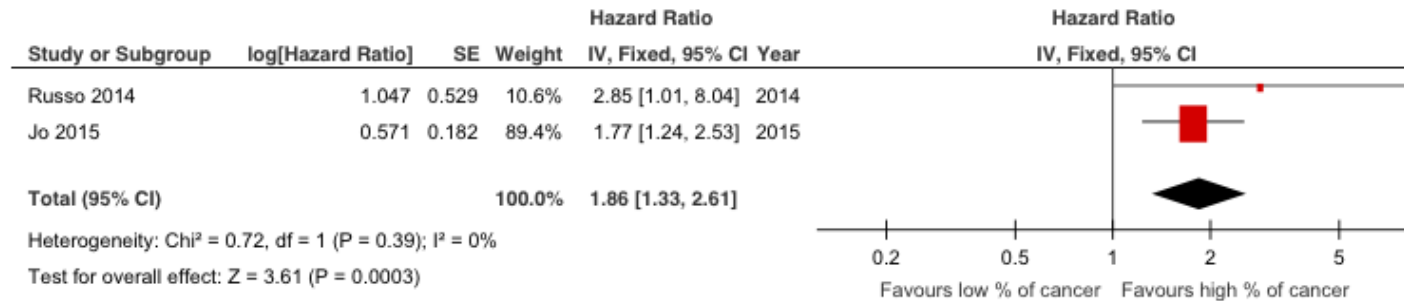 Hazard Ratio Hazard Ratio
Study or Subgroup log[Hazard Ratio] SE Weight IV, Fixed, 95% CI Year IV, Fixed, 95% CI
Russo 2014 1.047 0.529 10.6% 2.85 [1.01, 8.04] 2014
Jo 2015 0.571 0.182 89.4% 1.77 [1.24, 2.53] 2015
Total (95% CI) 100.0% 1.86 [1.33, 2.61]
Heterogeneity: Chi² = 0.72, df = 1 (P = 0.39); I² = 0%
Test for overall effect: Z = 3.61 (P = 0.0003)
0.2 0.5 1 2 5
Favours low % of cancer Favours high % of cancer